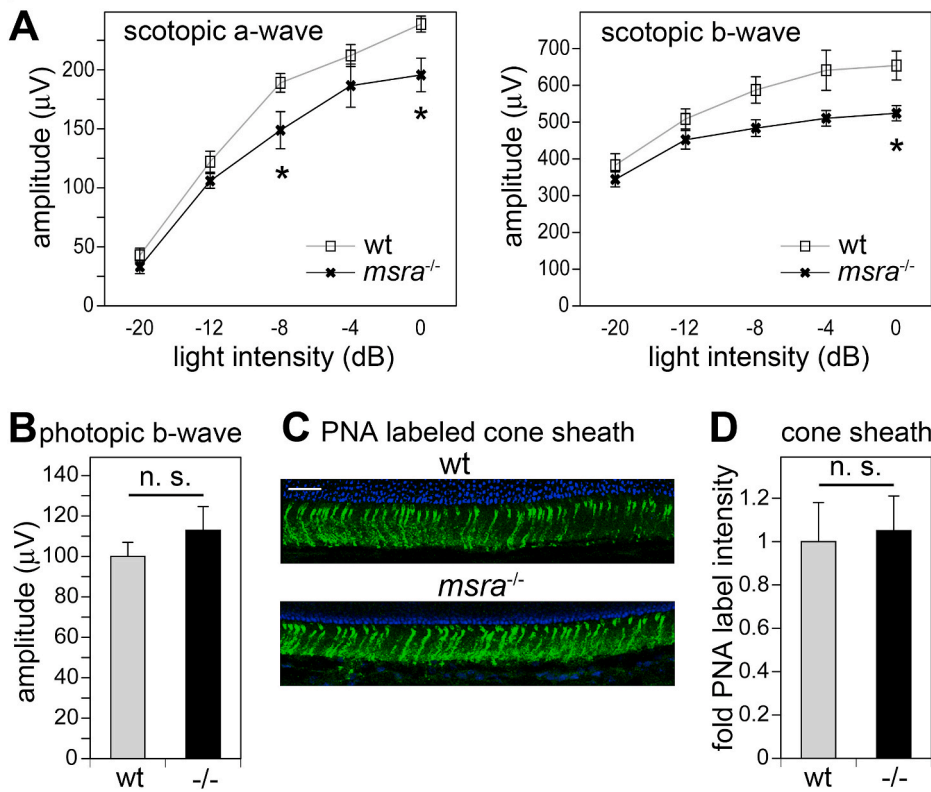 A
scotopic a-wave
amplitude (µV)
200
150
100
50
0
wt
msra-/-
*
*
-20 -12 -8 -4 0
light intensity (dB)
scotopic b-wave
amplitude (µV)
700
600
500
400
300
200
100
0
wt
msra-/-
*
-20 -12 -8 -4 0
light intensity (dB)
B photopic b-wave
amplitude (µV)
140
120
100
80
60
40
20
0
n. s.
wt -/-
C PNA labeled cone sheath
wt
msra-/-
D cone sheath
fold PNA label intensity
1.2
1
0.8
0.6
0.4
0.2
0
n. s.
wt -/-